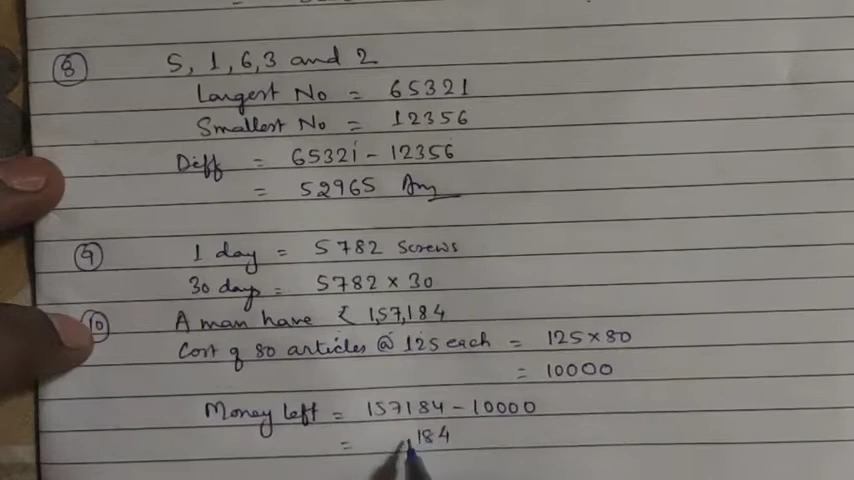 8 5, 1, 6, 3 and 2
Largest No = 65321
Smallest No = 12356
Diff = 65321 - 12356
= 52965 Ans
9 1 day = 5782 screws
30 days = 5782 × 30
10 A man have ₹ 1,57,184
Cost of 80 articles @ 125 each = 125×80
= 10000
Money left = 157184 - 10000
= 184